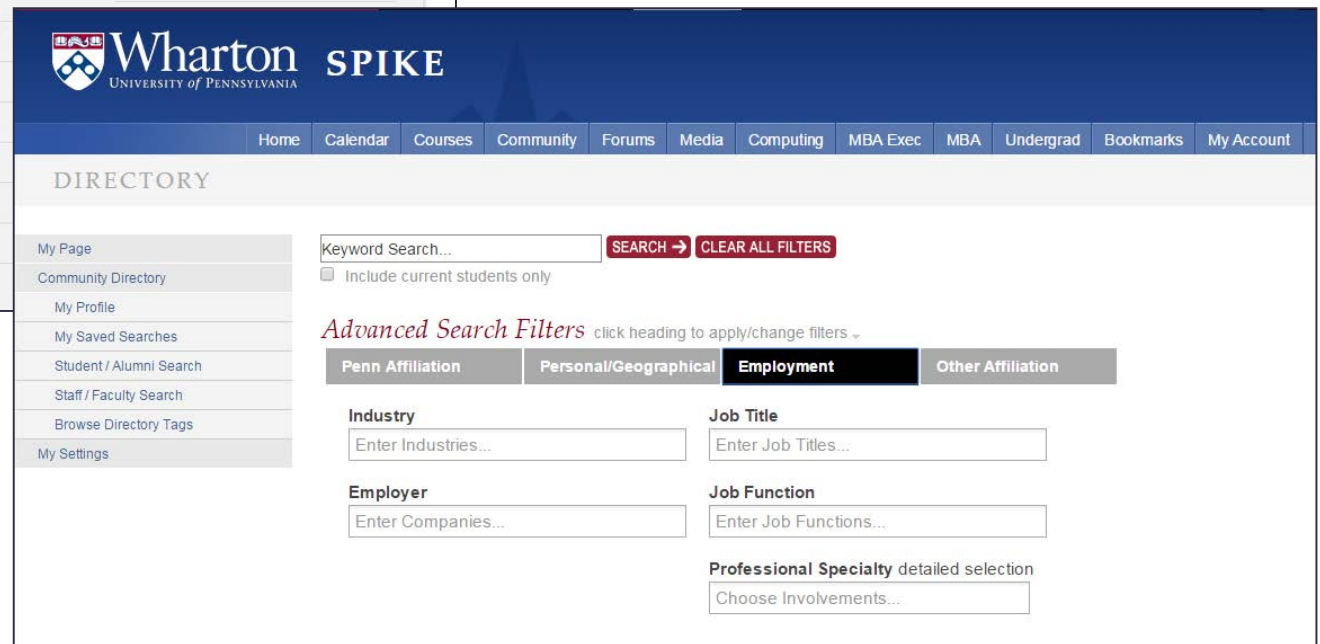 Wharton
UNIVERSITY of PENNSYLVANIA
SPIKE
Home Calendar Courses Community Forums Media Computing MBA Exec MBA Undergrad Bookmarks My Account
DIRECTORY
My Page
Community Directory
My Profile
My Saved Searches
Student / Alumni Search
Staff / Faculty Search
Browse Directory Tags
My Settings
Keyword Search...
SEARCH → CLEAR ALL FILTERS
Include current students only
Advanced Search Filters click heading to apply/change filters
Penn Affiliation Personal/Geographical Employment Other Affiliation
Industry
Enter Industries...
Job Title
Enter Job Titles...
Employer
Enter Companies...
Job Function
Enter Job Functions...
Professional Specialty detailed selection
Choose Involvements...